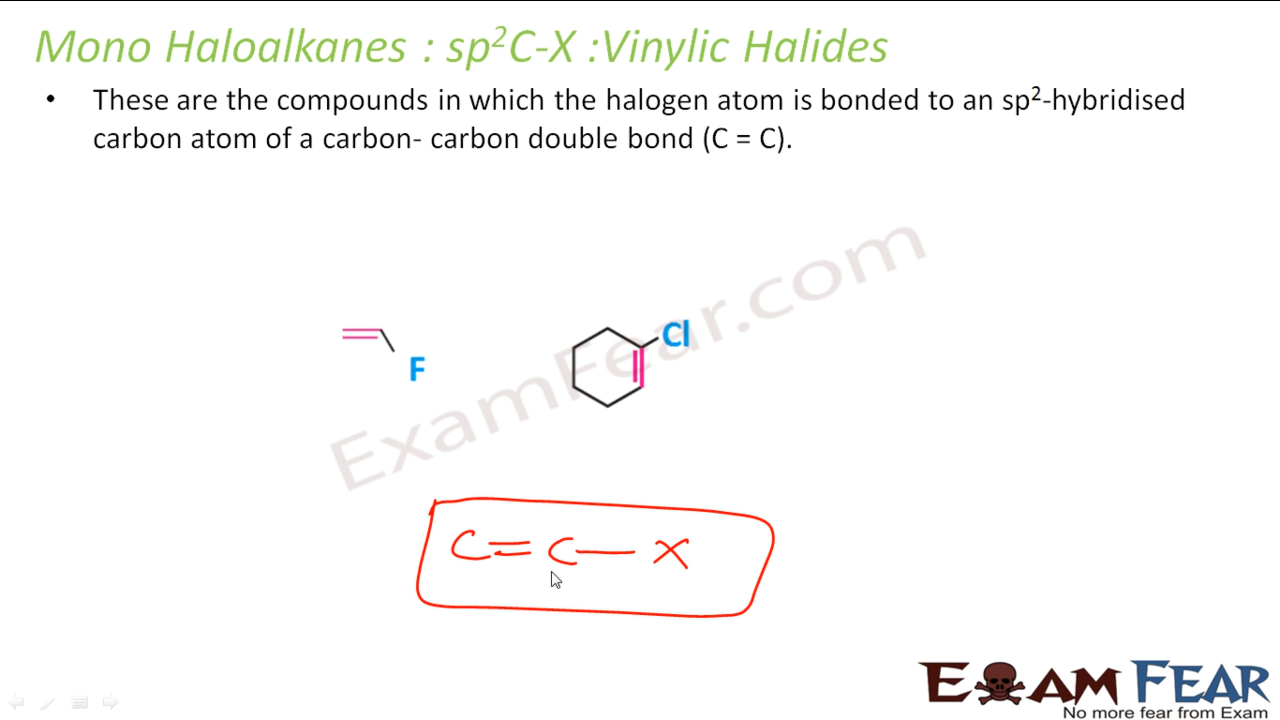 Mono Haloalkanes : sp²C-X :Vinylic Halides
• These are the compounds in which the halogen atom is bonded to an sp²-hybridised
carbon atom of a carbon- carbon double bond (C = C).
ExamFear.com
F
Cl
C = C — X
EXAM FEAR
No more fear from Exam